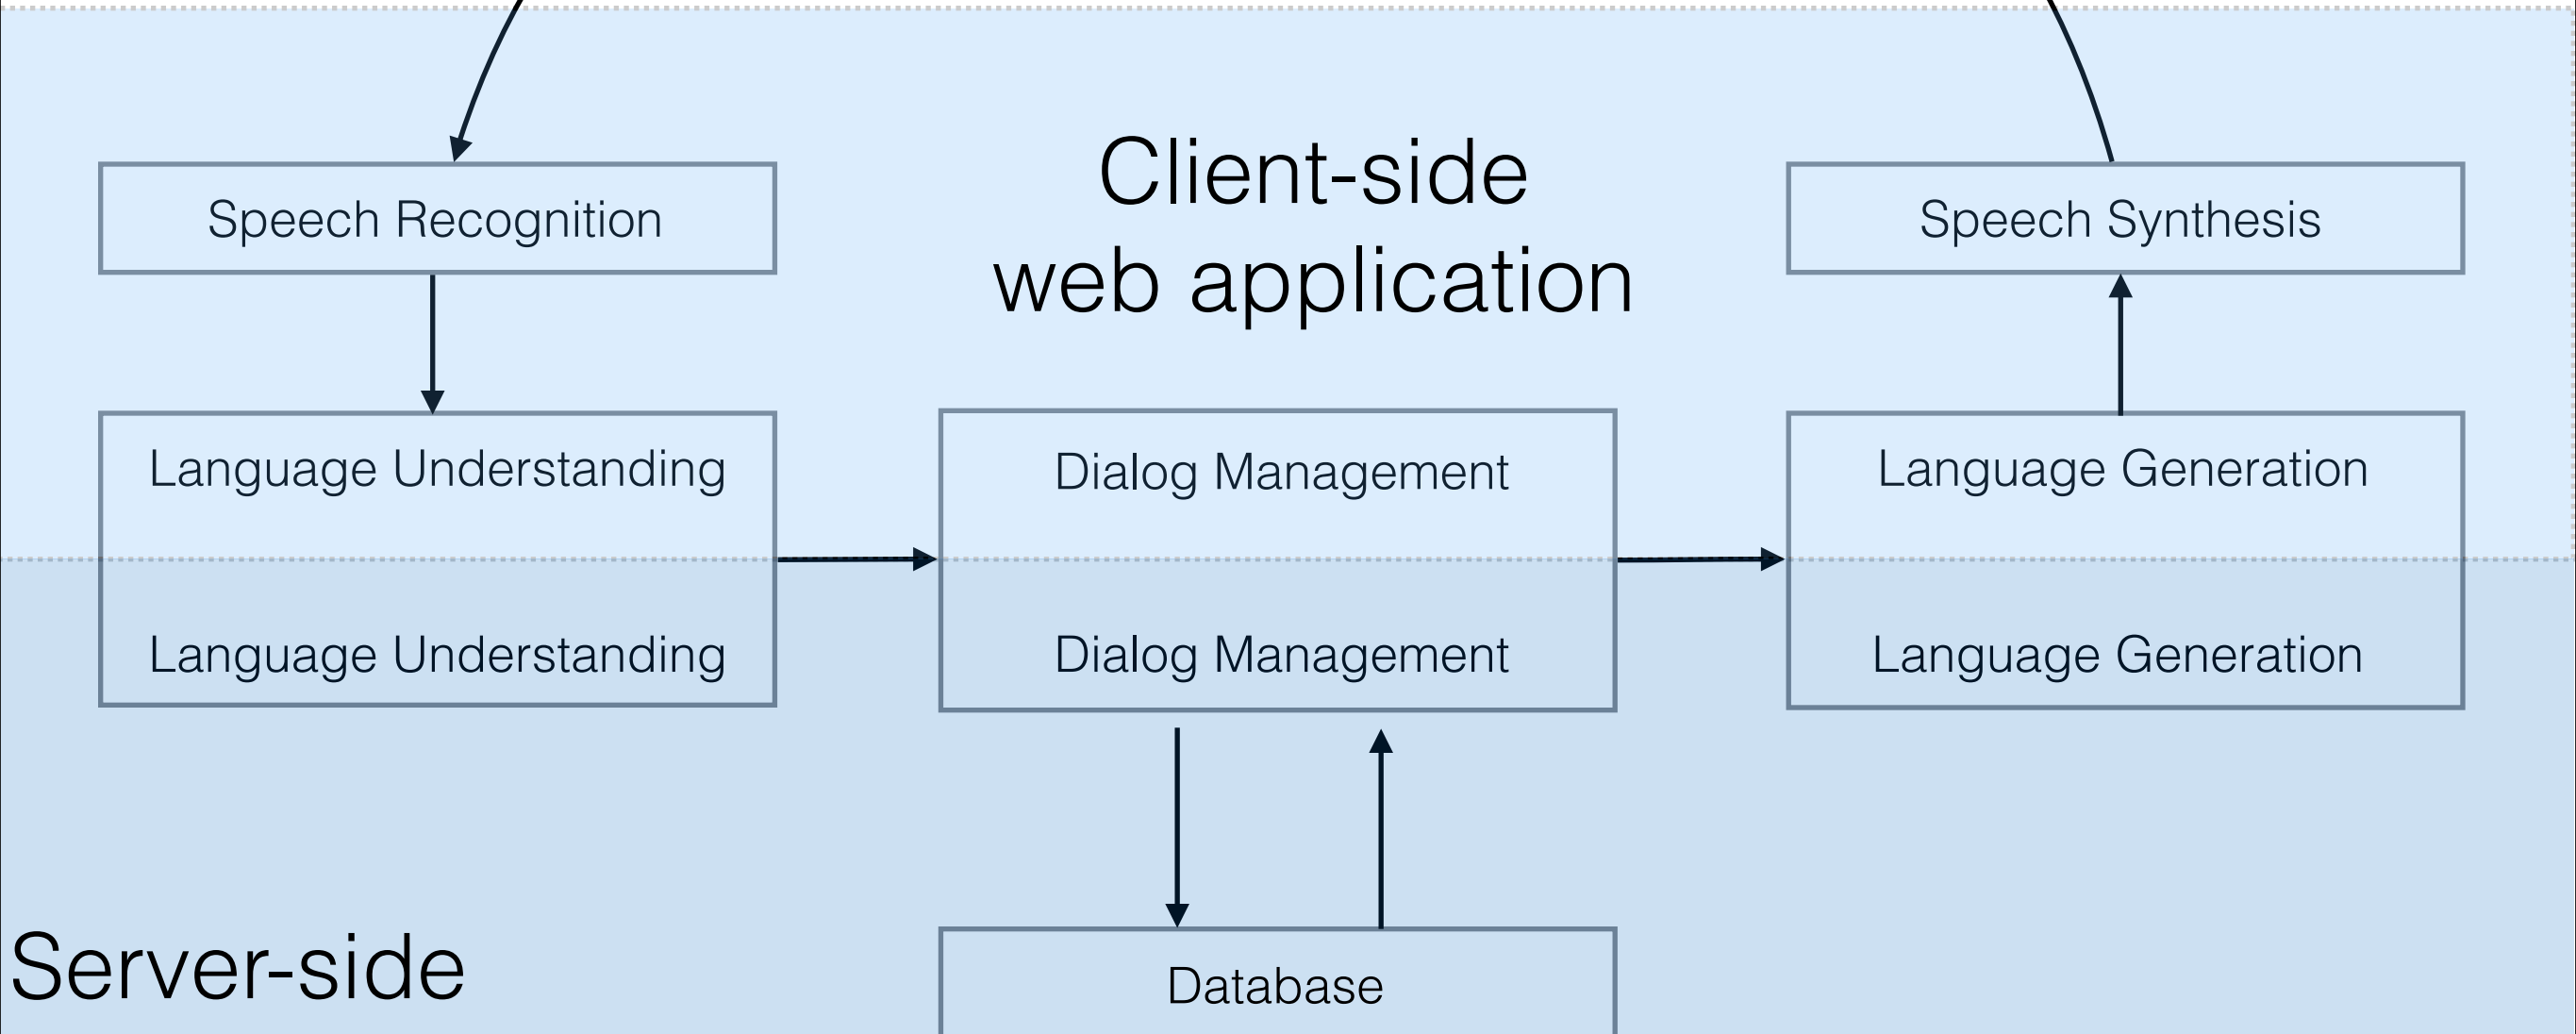 Client-side
web application
Speech Recognition
Speech Synthesis
Language Understanding
Dialog Management
Language Generation
Language Understanding
Dialog Management
Language Generation
Server-side
Database